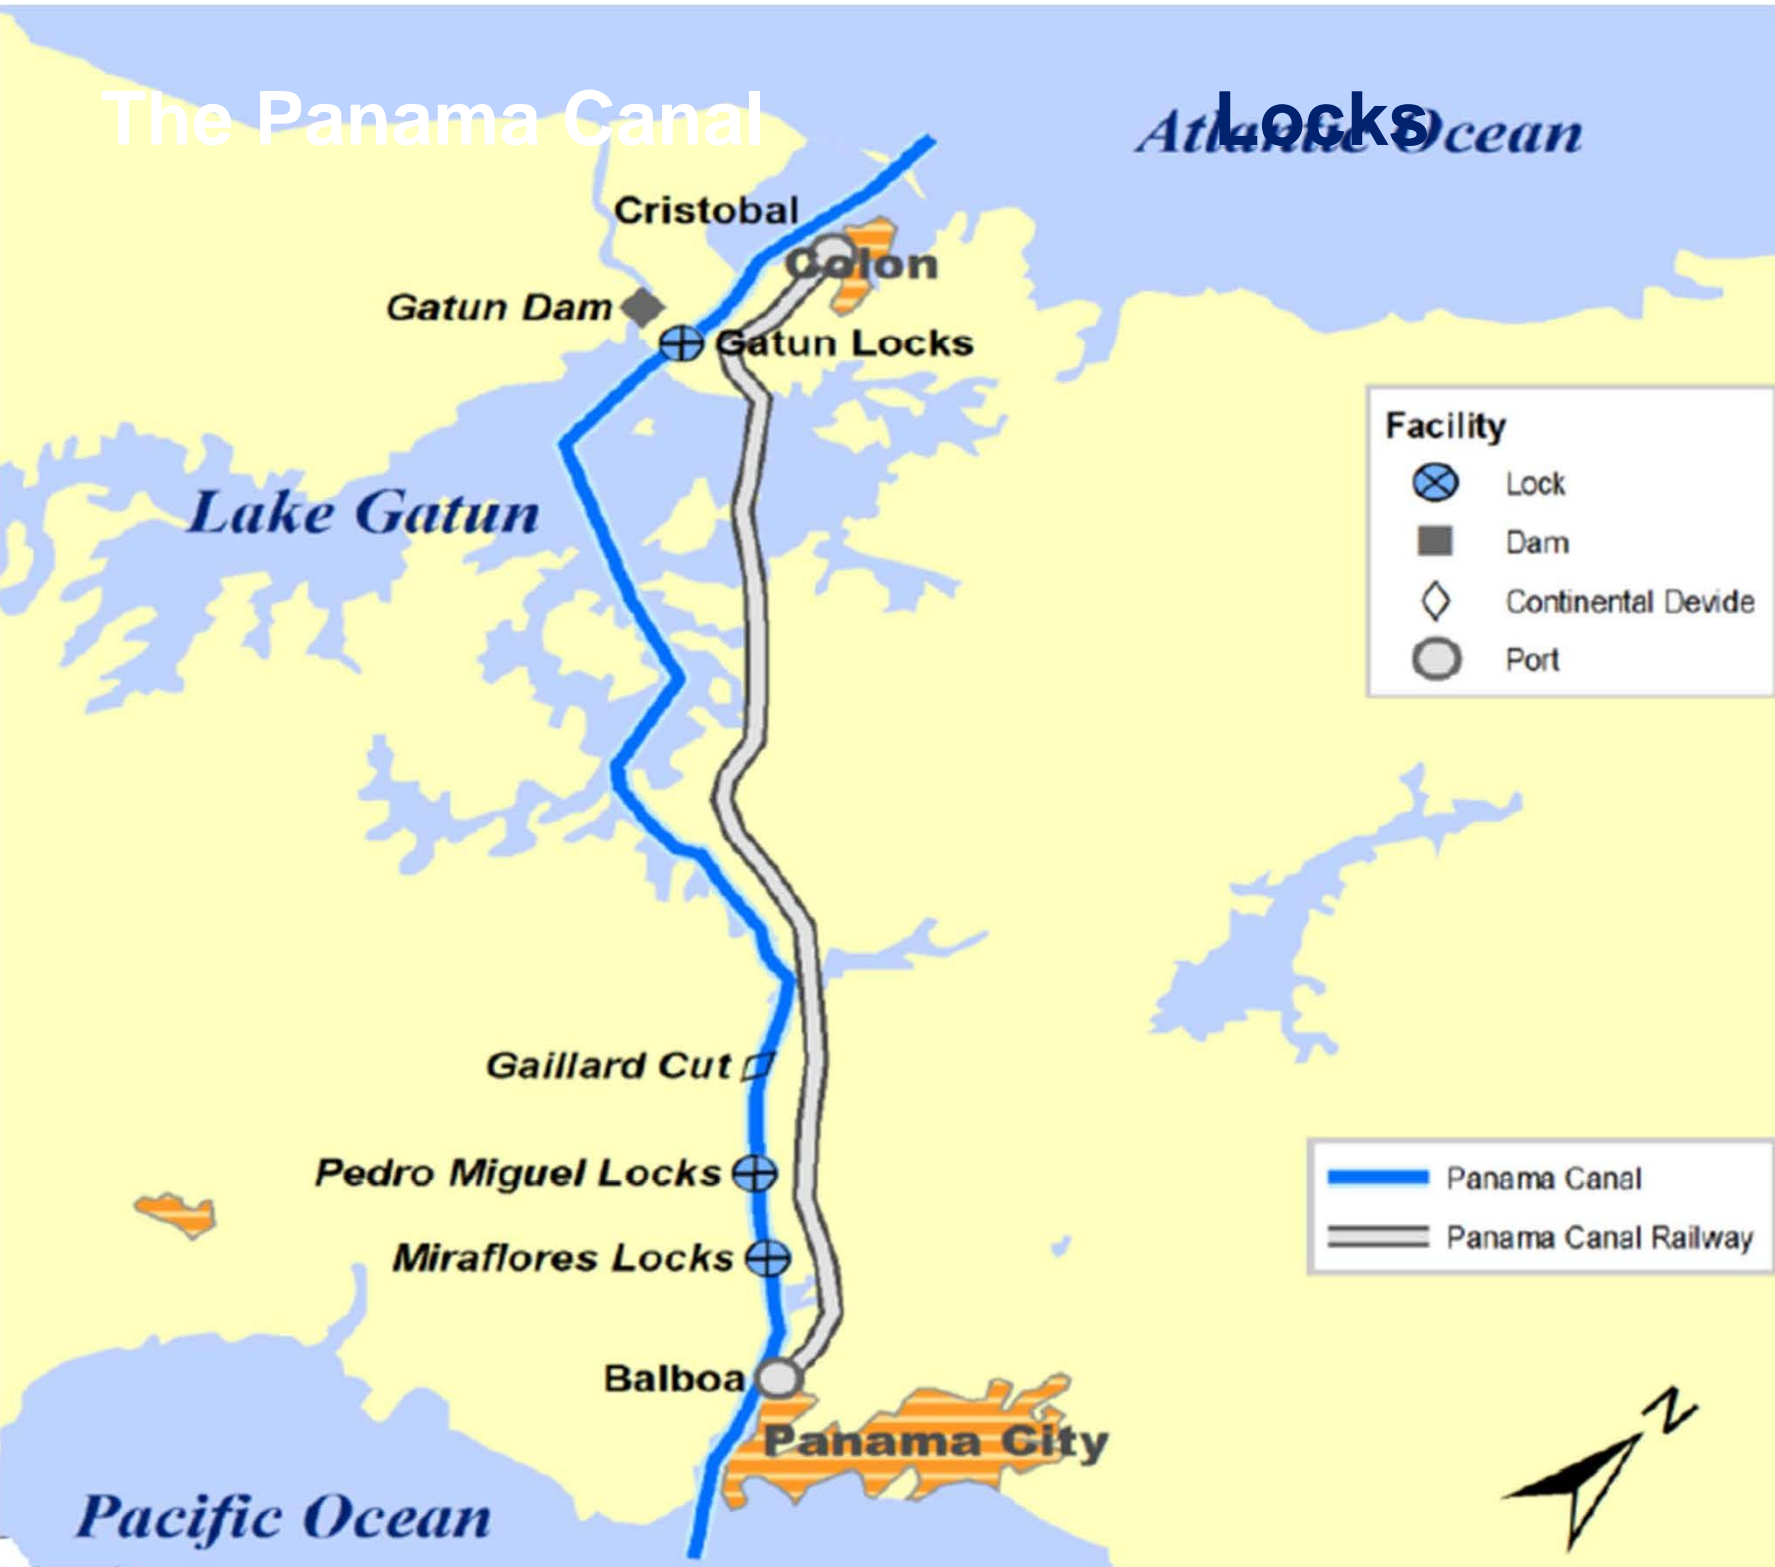 The Panama Canal Locks
Atlantic Ocean
Cristobal
Colon
Gatun Dam
Gatun Locks
Facility
Lock
Dam
Continental Devide
Port
Lake Gatun
Gaillard Cut
Pedro Miguel Locks
Panama Canal
Panama Canal Railway
Miraflores Locks
Balboa
N
Panama City
Pacific Ocean